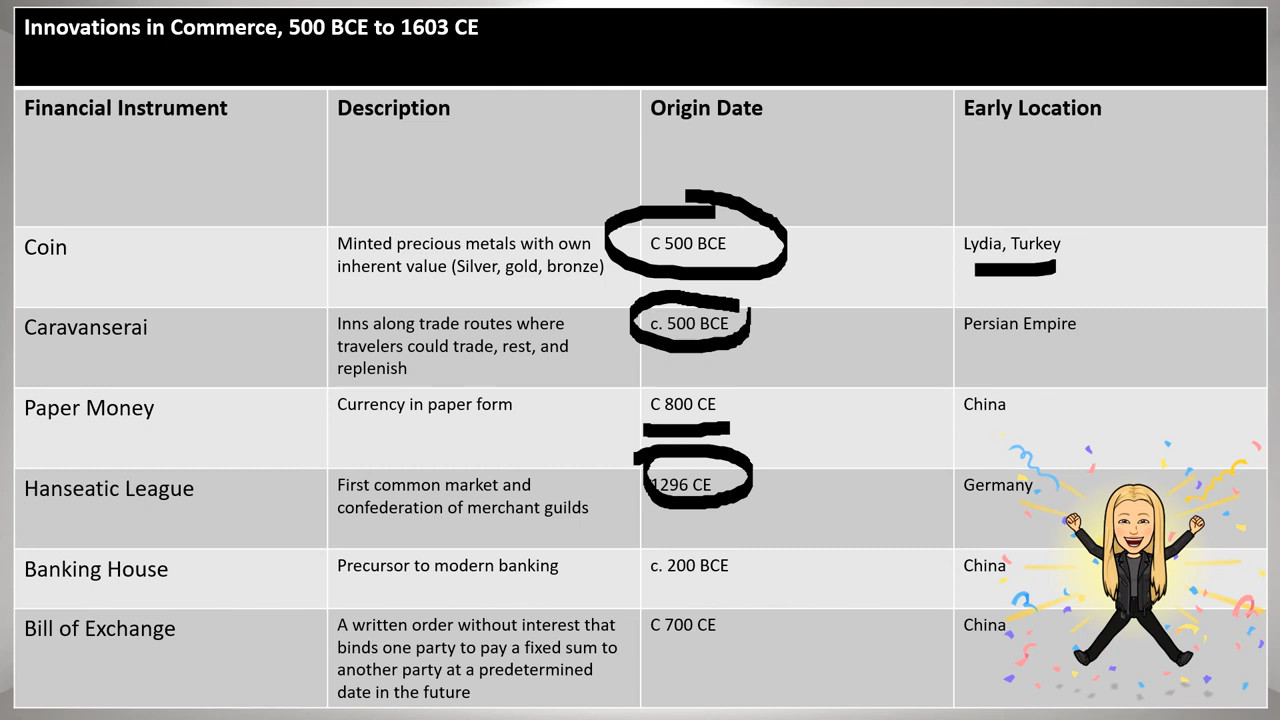 Innovations in Commerce, 500 BCE to 1603 CE
Financial Instrument
Description
Origin Date
Early Location
Coin
Minted precious metals with own
inherent value (Silver, gold, bronze)
C 500 BCE
Lydia, Turkey
Caravanserai
Inns along trade routes where
travelers could trade, rest, and
replenish
c. 500 BCE
Persian Empire
Paper Money
Currency in paper form
C 800 CE
China
Hanseatic League
First common market and
confederation of merchant guilds
1296 CE
Germany
Banking House
Precursor to modern banking
c. 200 BCE
China
Bill of Exchange
A written order without interest that
binds one party to pay a fixed sum to
another party at a predetermined
date in the future
C 700 CE
China